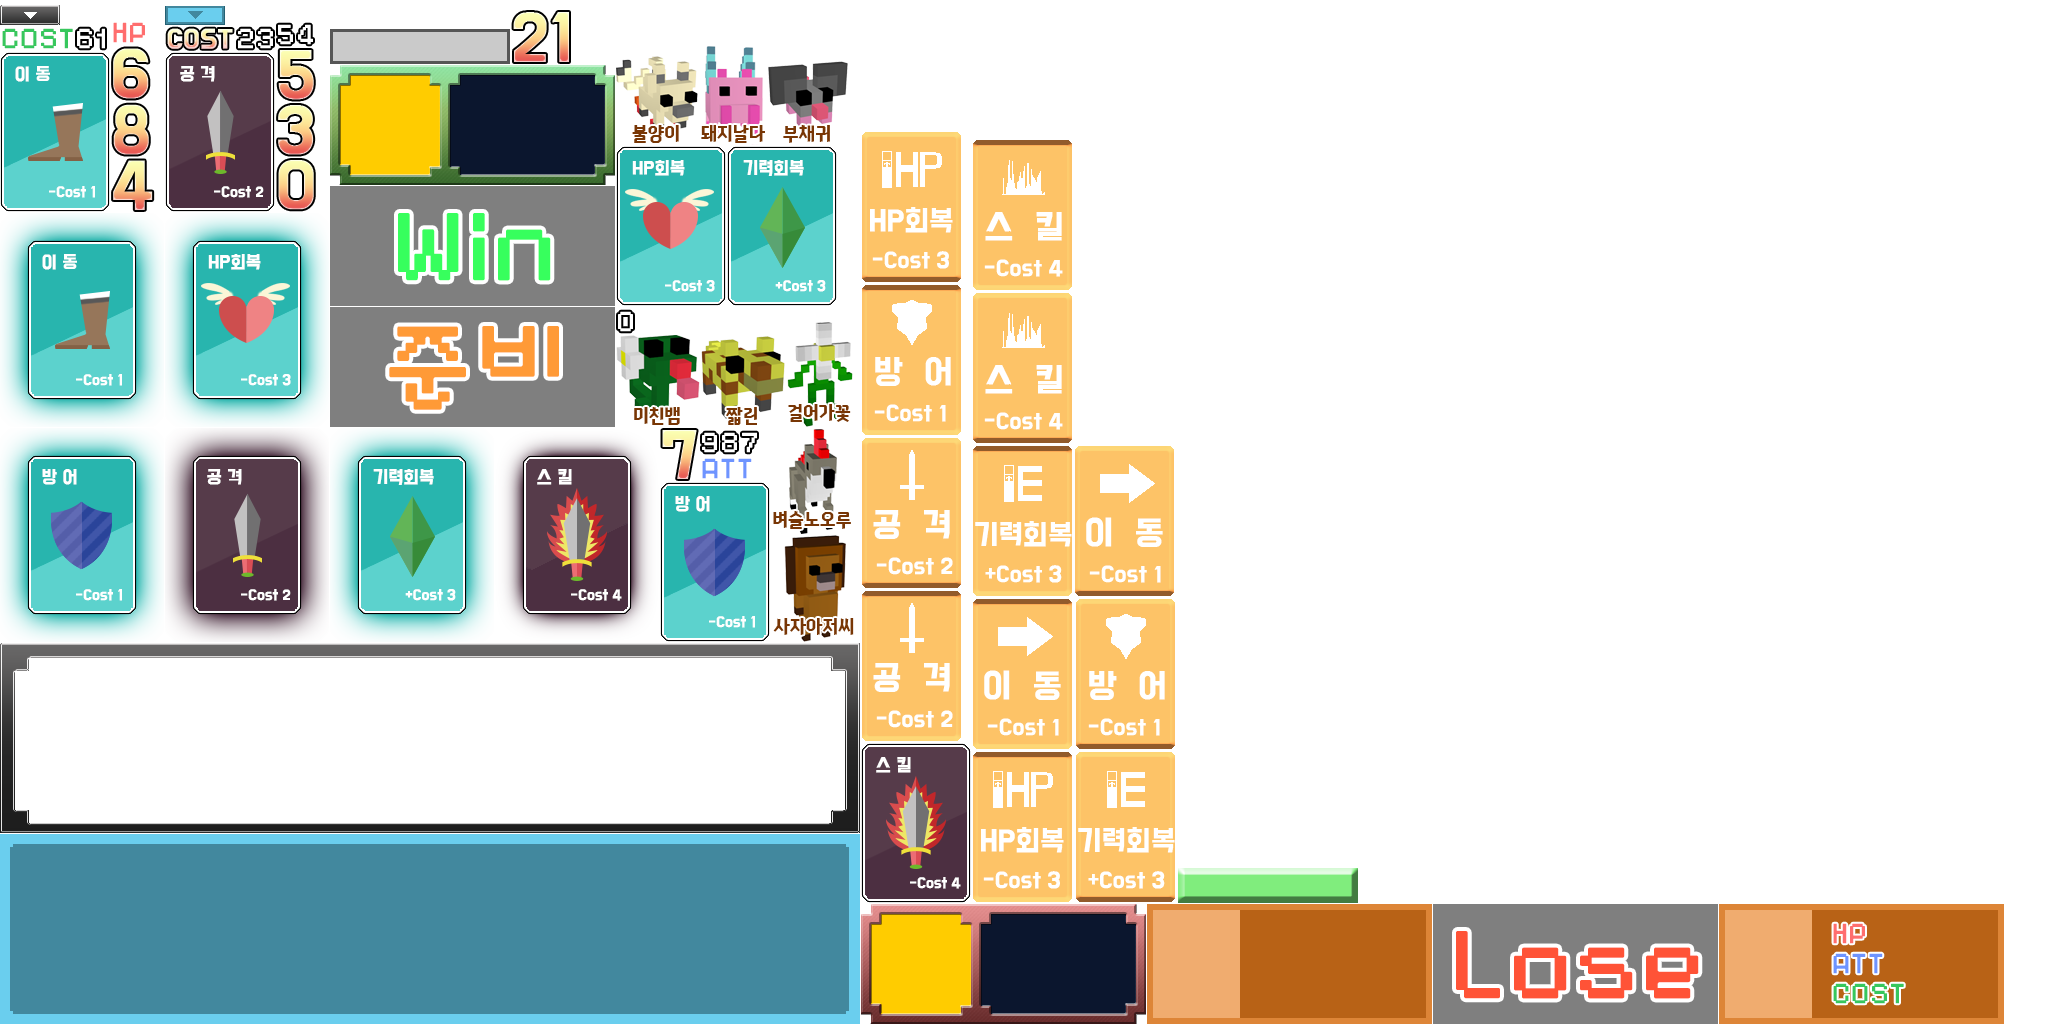 COST 61 HP
COST 23 54
21
이 동
-Cost 1
6
8
4
공 격
-Cost 2
5
3
0
불양이
돼지날다
부채귀
HP회복
-Cost 3
기력회복
+Cost 3
Win
준비
이 동
-Cost 1
HP회복
-Cost 3
0
미친뱀
짧린
걸어가꽃
7
987
ATT
방 어
-Cost 1
공 격
-Cost 2
기력회복
+Cost 3
스 킬
-Cost 4
방 어
-Cost 1
벼슬노오루
사자아저씨
HP
HP회복
-Cost 3
스 킬
-Cost 4
방 어
-Cost 1
스 킬
-Cost 4
공 격
-Cost 2
E
기력회복
+Cost 3
이 동
-Cost 1
공 격
-Cost 2
이 동
-Cost 1
방 어
-Cost 1
스 킬
-Cost 4
HP
HP회복
-Cost 3
E
기력회복
+Cost 3
Lose
HP
ATT
COST